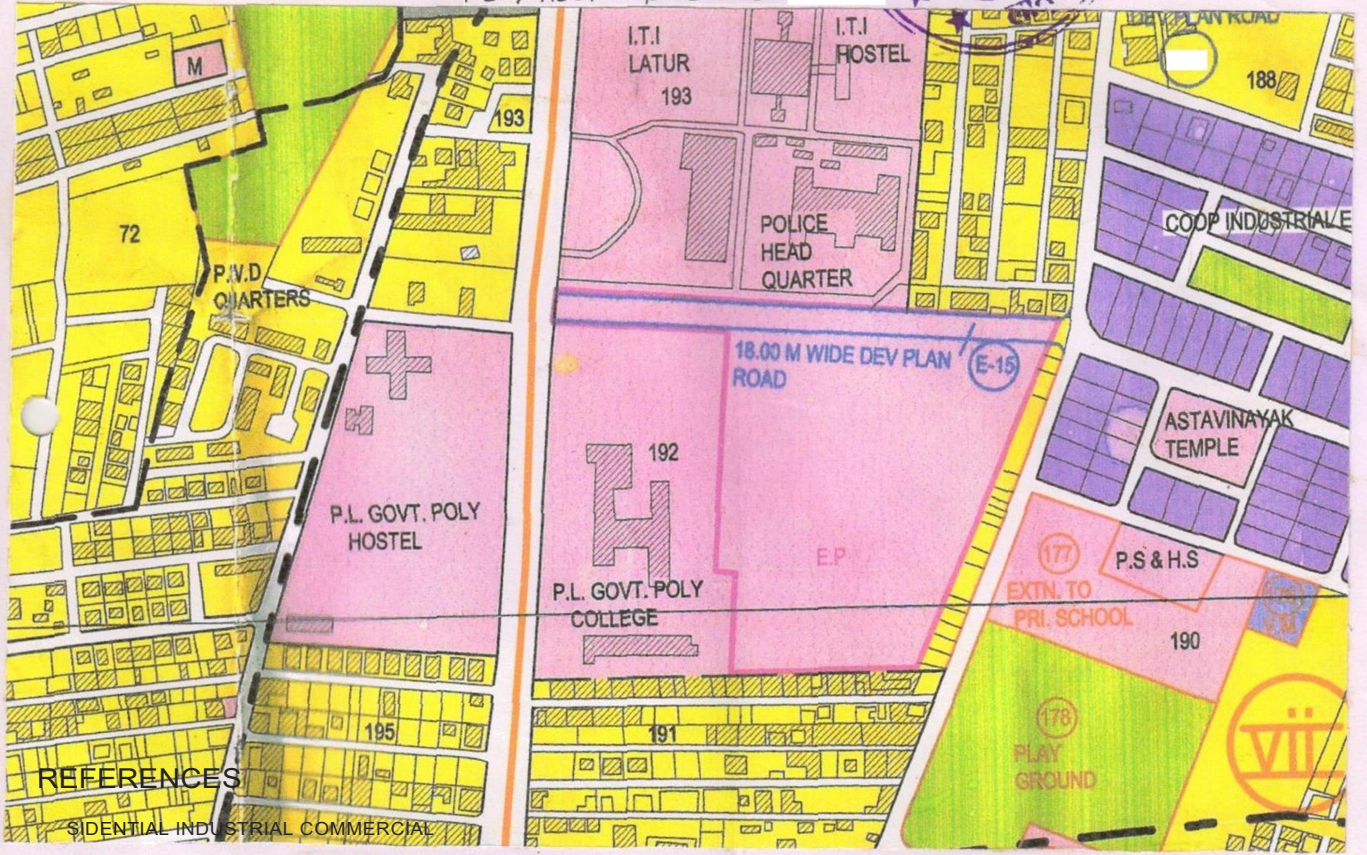 DEV PLAN ROAD
I.T.I
LATUR
193
I.T.I
HOSTEL
M
188
193
72
COOP INDUSTRIAL E
POLICE
HEAD
QUARTER
P.W.D
QUARTERS
18.00 M WIDE DEV PLAN
ROAD
E-15
ASTAVINAYAK
TEMPLE
192
P.L. GOVT. POLY
HOSTEL
E.P
177
P.S & H.S
EXTN. TO
PRI. SCHOOL
P.L. GOVT. POLY
COLLEGE
190
178
195
191
PLAY
GROUND
vii
REFERENCES
SIDENTIAL INDUSTRIAL COMMERCIAL